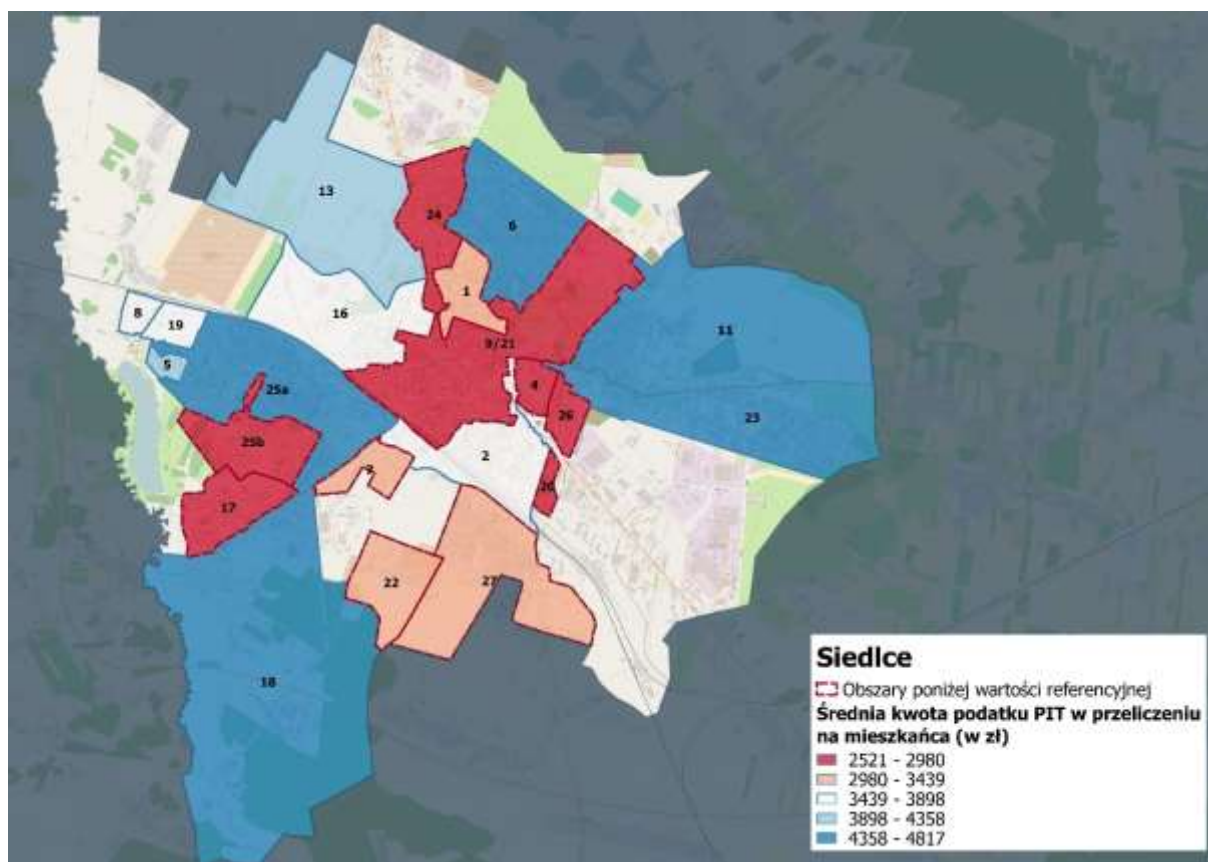 13
24
6
1
8
19
16
11
9/21
5
4
25a
26
23
25b
2
3
17
20
22
27
18
Siedlce
Obszary poniżej wartości referencyjnej
Średnia kwota podatku PIT w przeliczeniu
na mieszkańca (w zł)
2521 - 2980
2980 - 3439
3439 - 3898
3898 - 4358
4358 - 4817